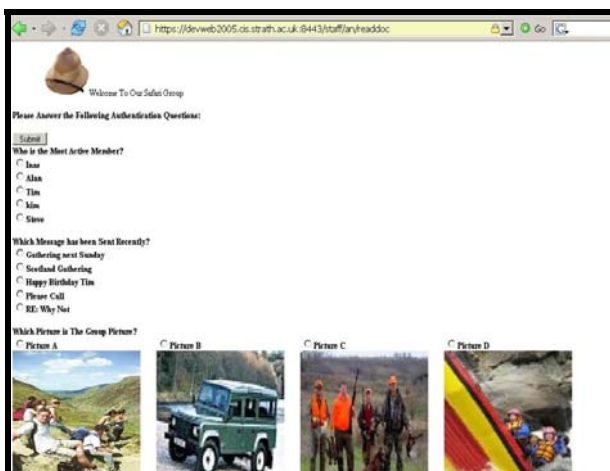 https://devweb2005.cis.strath.ac.uk:8443/staff/an/readdoc
Go
Welcome To Our Safari Group
Please Answer the Following Authentication Questions:
Submit
Who is the Most Active Member?
Inas
Alan
Tim
kim
Steve
Which Message has been Sent Recently?
Gathering next Sunday
Scotland Gathering
Happy Birthday Tim
Please Call
RE: Why Not
Which Picture is The Group Picture?
Picture A Picture B Picture C Picture D